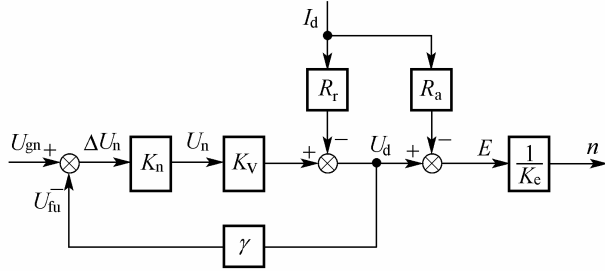 I_d
R_r
R_a
U_gn + ΔU_n K_n U_n K_V + − U_d + − E 1/K_e n
−
U_fu
γ